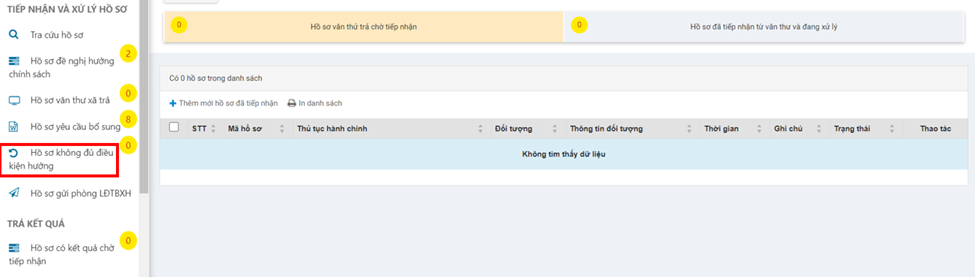 TIẾP NHẬN VÀ XỬ LÝ HỒ SƠ
Tra cứu hồ sơ
2
Hồ sơ đề nghị hưởng
chính sách
0
Hồ sơ văn thư xã trả
8
Hồ sơ yêu cầu bổ sung
0
Hồ sơ không đủ điều
kiện hưởng
Hồ sơ gửi phòng LĐTBXH
TRẢ KẾT QUẢ
0
Hồ sơ có kết quả chờ
tiếp nhận
0 Hồ sơ văn thử trả chờ tiếp nhận
0 Hồ sơ đã tiếp nhận từ văn thư và đang xử lý
Có 0 hồ sơ trong danh sách
Thêm mới hồ sơ đã tiếp nhận In danh sách
STT Mã hồ sơ Thủ tục hành chính Đối tượng Thông tin đối tượng Thời gian Ghi chú Trạng thái Thao tác
Không tìm thấy dữ liệu